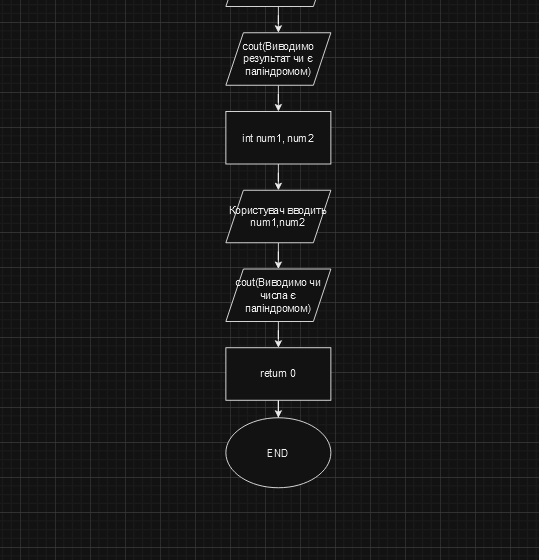 cout(Виводимо
результат чи є
паліндромом)
int num1, num2
Користувач вводить
num1,num2
cout(Виводимо чи
числа є
паліндромом)
return 0
END